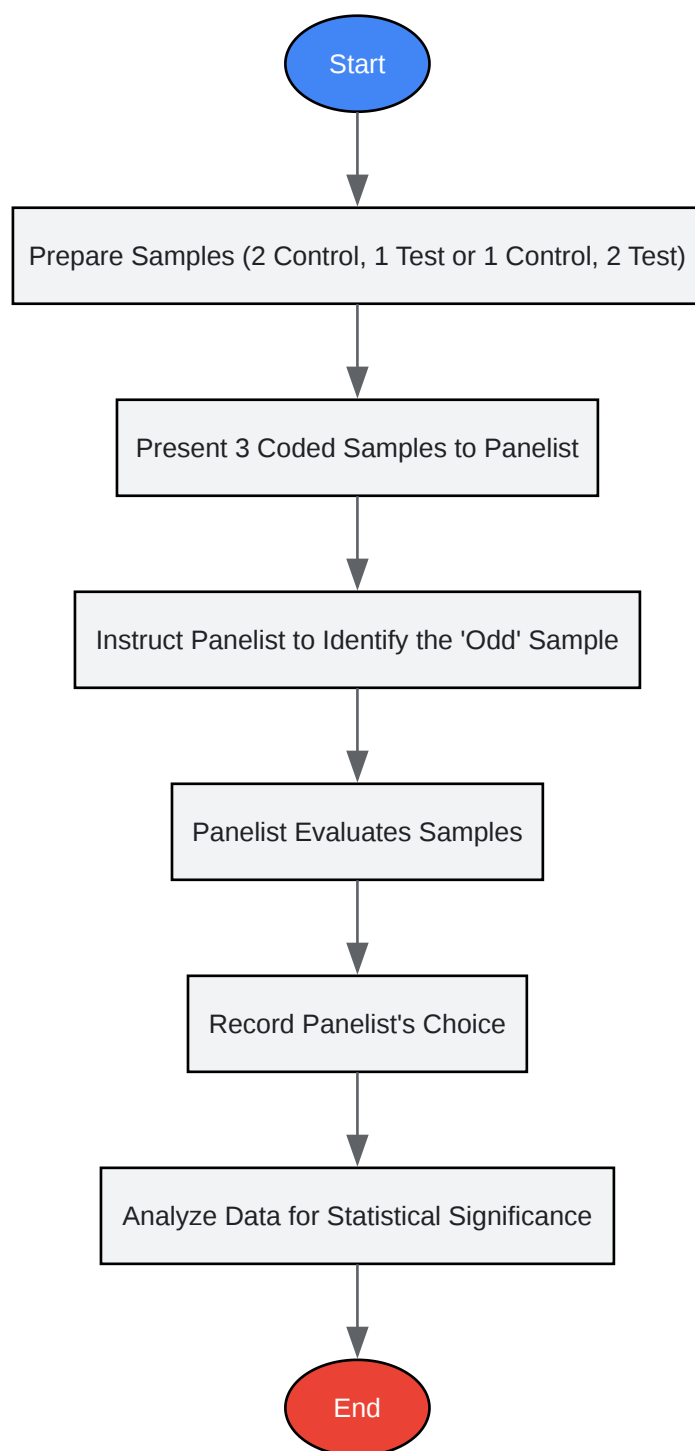 Start
Prepare Samples (2 Control, 1 Test or 1 Control, 2 Test)
Present 3 Coded Samples to Panelist
Instruct Panelist to Identify the 'Odd' Sample
Panelist Evaluates Samples
Record Panelist's Choice
Analyze Data for Statistical Significance
End